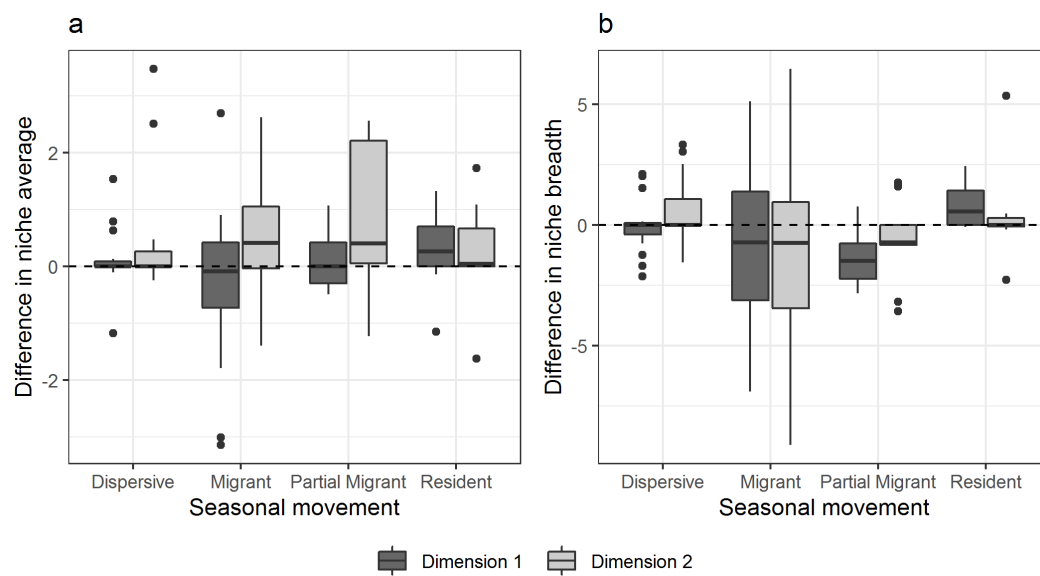 a
b
Difference in niche average
2
0
-2
Dispersive
Migrant
Partial Migrant
Resident
Seasonal movement
Difference in niche breadth
5
0
-5
Dispersive
Migrant
Partial Migrant
Resident
Seasonal movement
Dimension 1
Dimension 2